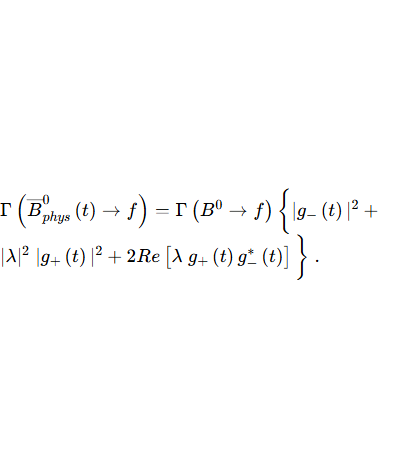 Γ ( B̅⁰_phys (t) → f ) = Γ ( B⁰ → f ) { |g₋ (t) |² +
|λ|² |g₊ (t) |² + 2Re [ λ g₊ (t) g₋* (t) ] } .